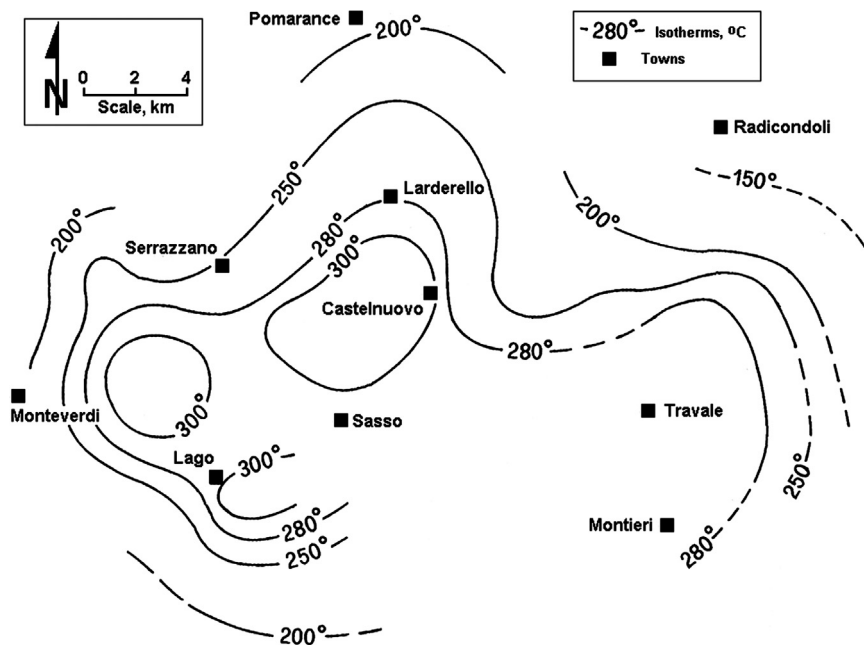 Pomarance
200°
–280°– Isotherms, ºC
Towns
N
0 2 4
Scale, km
Radicondoli
150°
250°
Larderello
200°
200°
280°
Serrazzano
300°
Castelnuovo
280°
Monteverdi
300°
Sasso
Travale
Lago
300°
250°
280°
Montieri
280°
250°
200°